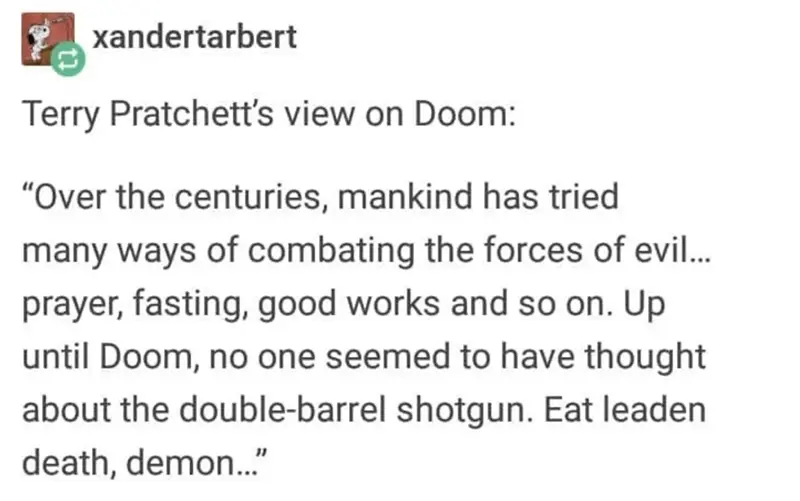 xandertarbert
Terry Pratchett’s view on Doom:
“Over the centuries, mankind has tried
many ways of combating the forces of evil...
prayer, fasting, good works and so on. Up
until Doom, no one seemed to have thought
about the double-barrel shotgun. Eat leaden
death, demon...”